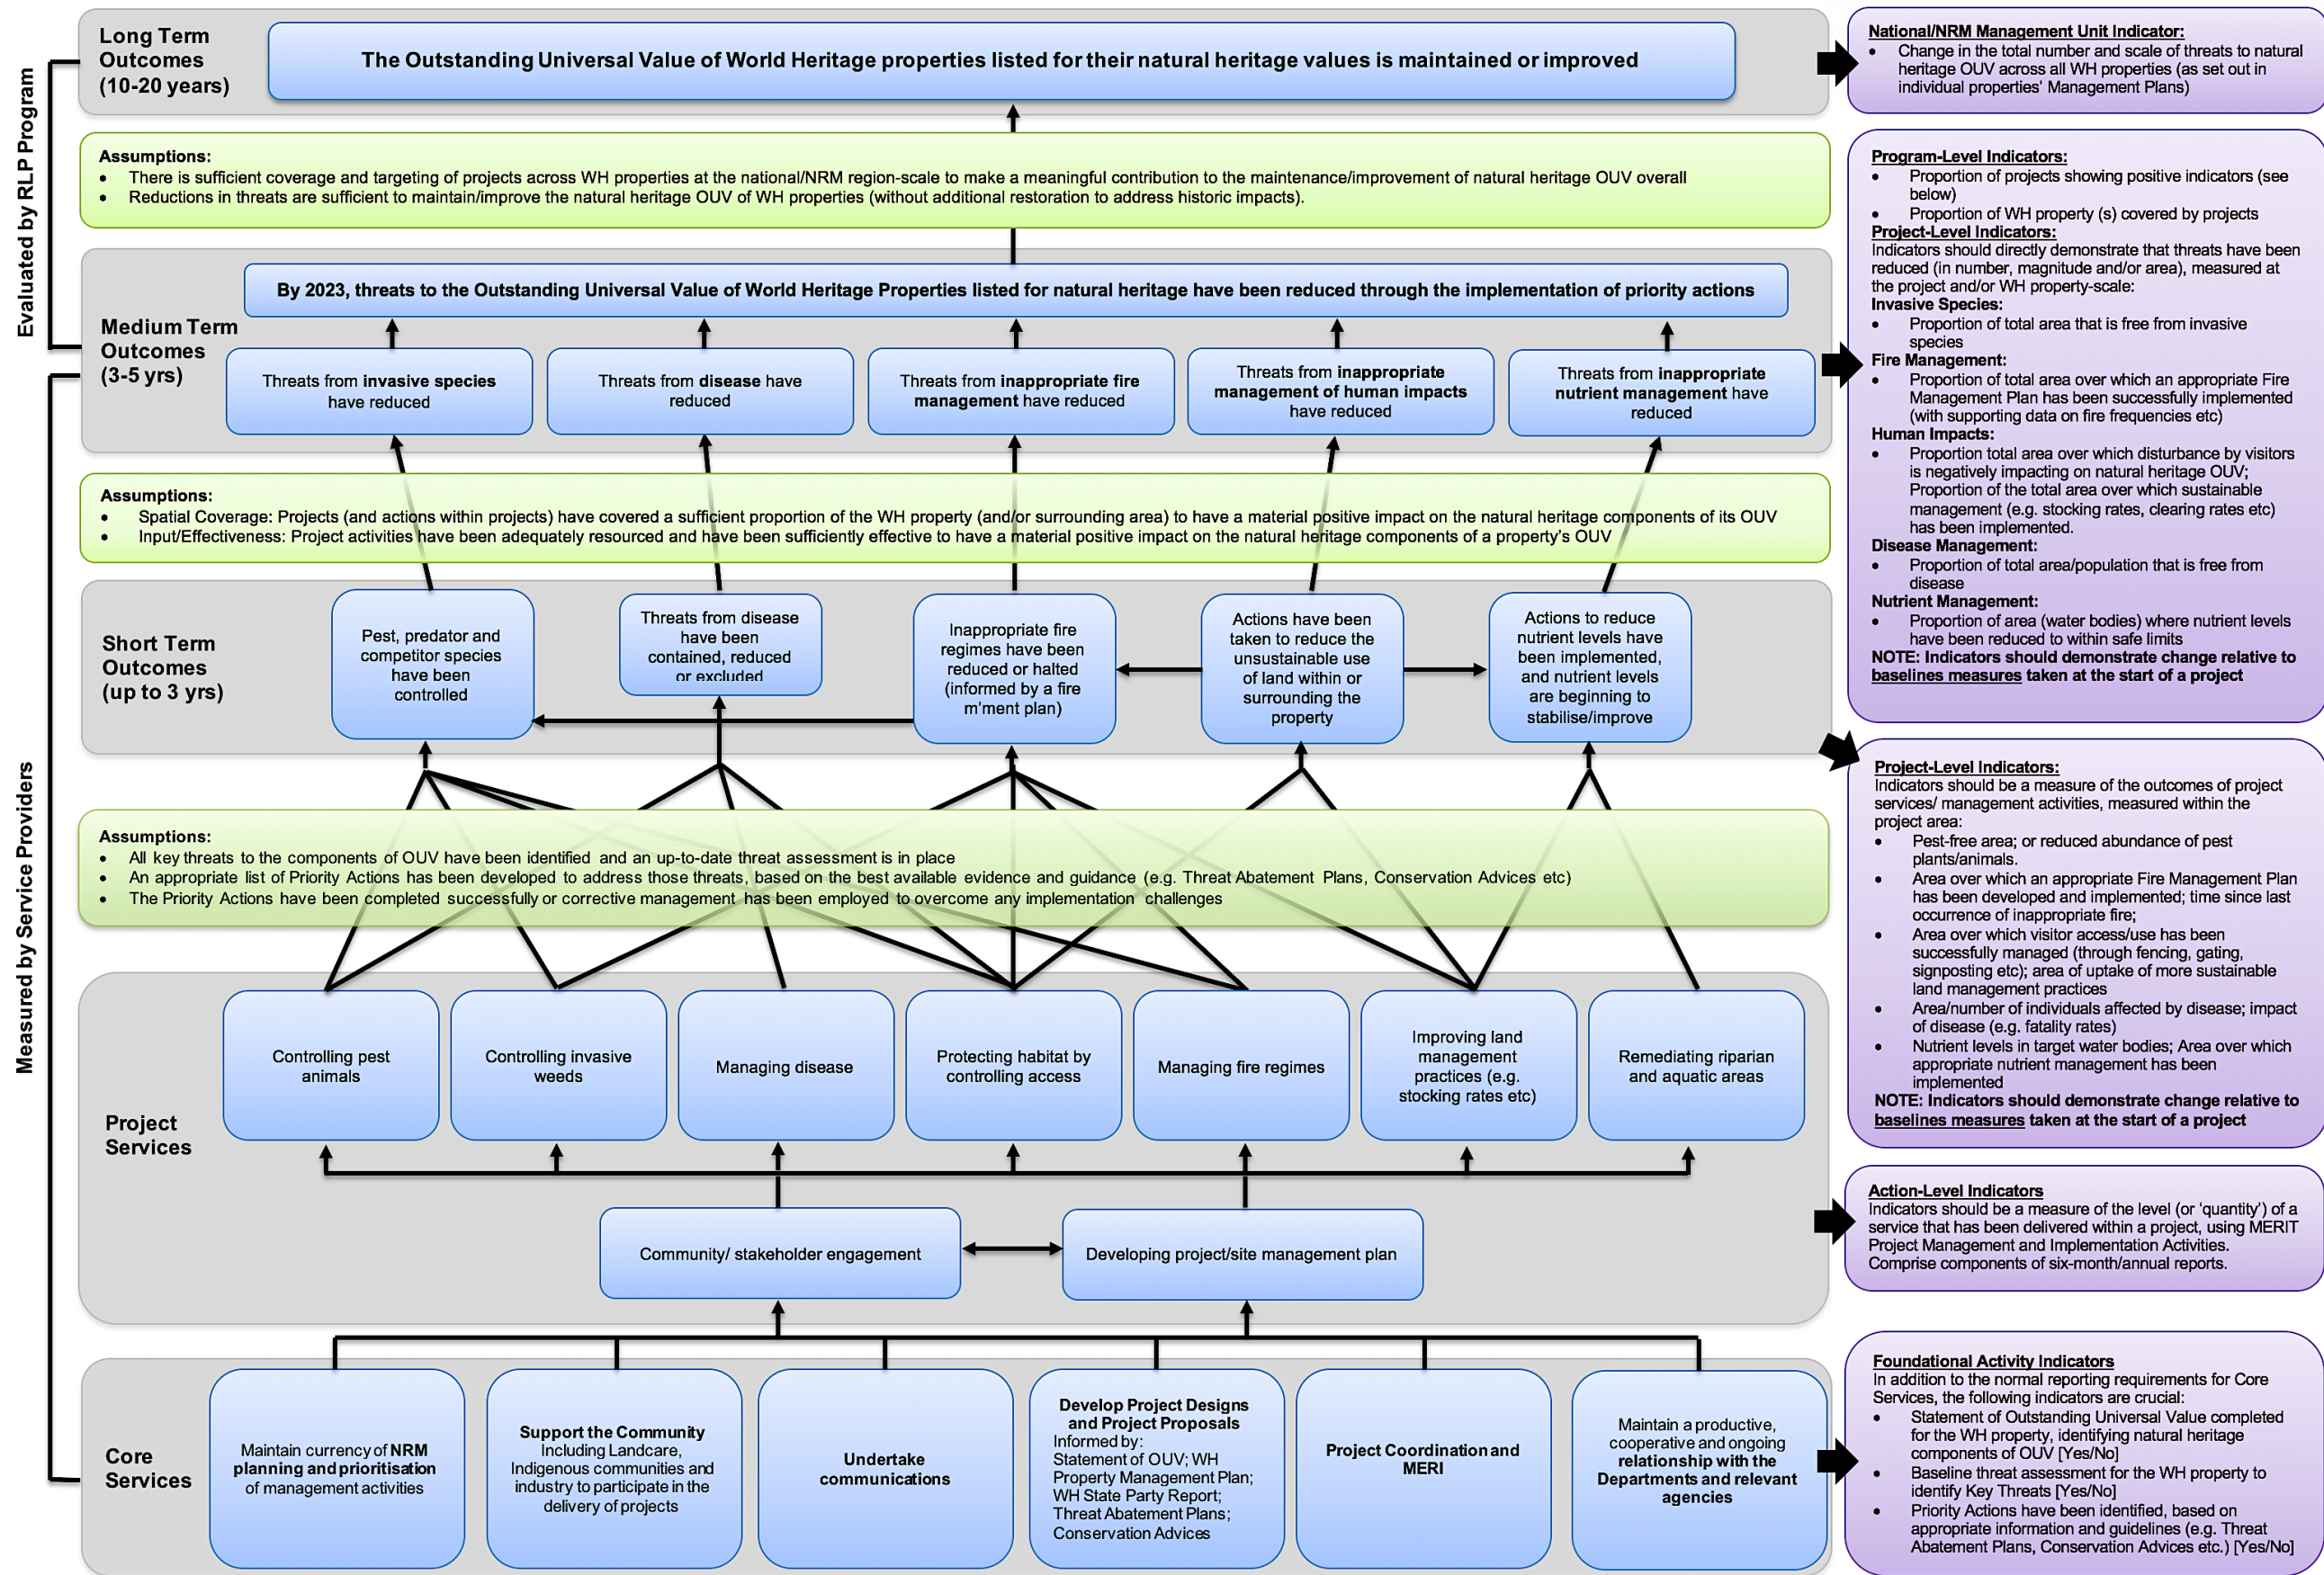 Evaluated by RLP Program
Measured by Service Providers
Long Term
Outcomes
(10-20 years)
The Outstanding Universal Value of World Heritage properties listed for their natural heritage values is maintained or improved
Assumptions:
• There is sufficient coverage and targeting of projects across WH properties at the national/NRM region-scale to make a meaningful contribution to the maintenance/improvement of natural heritage OUV overall
• Reductions in threats are sufficient to maintain/improve the natural heritage OUV of WH properties (without additional restoration to address historic impacts).
Medium Term
Outcomes
(3-5 yrs)
By 2023, threats to the Outstanding Universal Value of World Heritage Properties listed for natural heritage have been reduced through the implementation of priority actions
Threats from invasive species
have reduced
Threats from disease have
reduced
Threats from inappropriate fire
management have reduced
Threats from inappropriate
management of human impacts
have reduced
Threats from inappropriate
nutrient management have
reduced
Assumptions:
• Spatial Coverage: Projects (and actions within projects) have covered a sufficient proportion of the WH property (and/or surrounding area) to have a material positive impact on the natural heritage components of its OUV
• Input/Effectiveness: Project activities have been adequately resourced and have been sufficiently effective to have a material positive impact on the natural heritage components of a property's OUV
Short Term
Outcomes
(up to 3 yrs)
Pest, predator and
competitor species
have been
controlled
Threats from disease
have been
contained, reduced
or excluded
Inappropriate fire
regimes have been
reduced or halted
(informed by a fire
m'ment plan)
Actions have been
taken to reduce the
unsustainable use
of land within or
surrounding the
property
Actions to reduce
nutrient levels have
been implemented,
and nutrient levels
are beginning to
stabilise/improve
Assumptions:
• All key threats to the components of OUV have been identified and an up-to-date threat assessment is in place
• An appropriate list of Priority Actions has been developed to address those threats, based on the best available evidence and guidance (e.g. Threat Abatement Plans, Conservation Advices etc)
• The Priority Actions have been completed successfully or corrective management has been employed to overcome any implementation challenges
Project
Services
Controlling pest
animals
Controlling invasive
weeds
Managing disease
Protecting habitat by
controlling access
Managing fire regimes
Improving land
management
practices (e.g.
stocking rates etc)
Remediating riparian
and aquatic areas
Community/ stakeholder engagement
Developing project/site management plan
Core
Services
Maintain currency of NRM
planning and prioritisation
of management activities
Support the Community
Including Landcare,
Indigenous communities and
industry to participate in the
delivery of projects
Undertake
communications
Develop Project Designs
and Project Proposals
Informed by:
Statement of OUV; WH
Property Management Plan;
WH State Party Report;
Threat Abatement Plans;
Conservation Advices
Project Coordination and
MERI
Maintain a productive,
cooperative and ongoing
relationship with the
Departments and relevant
agencies
National/NRM Management Unit Indicator:
• Change in the total number and scale of threats to natural
heritage OUV across all WH properties (as set out in
individual properties' Management Plans)
Program-Level Indicators:
• Proportion of projects showing positive indicators (see
below)
• Proportion of WH property (s) covered by projects
Project-Level Indicators:
Indicators should directly demonstrate that threats have been
reduced (in number, magnitude and/or area), measured at
the project and/or WH property-scale:
Invasive Species:
• Proportion of total area that is free from invasive
species
Fire Management:
• Proportion of total area over which an appropriate Fire
Management Plan has been successfully implemented
(with supporting data on fire frequencies etc)
Human Impacts:
• Proportion total area over which disturbance by visitors
is negatively impacting on natural heritage OUV;
Proportion of the total area over which sustainable
management (e.g. stocking rates, clearing rates etc)
has been implemented.
Disease Management:
• Proportion of total area/population that is free from
disease
Nutrient Management:
• Proportion of area (water bodies) where nutrient levels
have been reduced to within safe limits
NOTE: Indicators should demonstrate change relative to
baselines measures taken at the start of a project
Project-Level Indicators:
Indicators should be a measure of the outcomes of project
services/ management activities, measured within the
project area:
• Pest-free area; or reduced abundance of pest
plants/animals.
• Area over which an appropriate Fire Management Plan
has been developed and implemented; time since last
occurrence of inappropriate fire;
• Area over which visitor access/use has been
successfully managed (through fencing, gating,
signposting etc); area of uptake of more sustainable
land management practices
• Area/number of individuals affected by disease; impact
of disease (e.g. fatality rates)
• Nutrient levels in target water bodies; Area over which
appropriate nutrient management has been
implemented
NOTE: Indicators should demonstrate change relative to
baselines measures taken at the start of a project
Action-Level Indicators
Indicators should be a measure of the level (or 'quantity') of a
service that has been delivered within a project, using MERIT
Project Management and Implementation Activities.
Comprise components of six-month/annual reports.
Foundational Activity Indicators
In addition to the normal reporting requirements for Core
Services, the following indicators are crucial:
• Statement of Outstanding Universal Value completed
for the WH property, identifying natural heritage
components of OUV [Yes/No]
• Baseline threat assessment for the WH property to
identify Key Threats [Yes/No]
• Priority Actions have been identified, based on
appropriate information and guidelines (e.g. Threat
Abatement Plans, Conservation Advices etc.) [Yes/No]